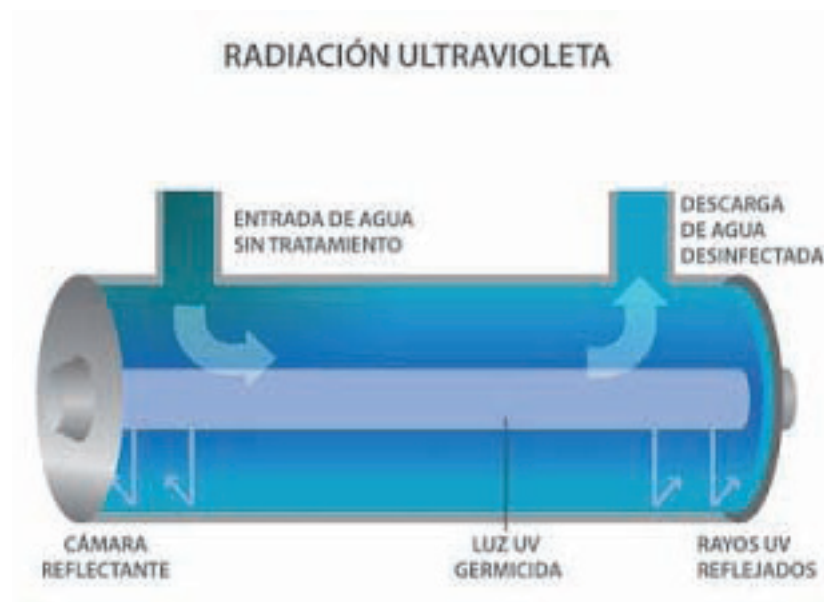 RADIACIÓN ULTRAVIOLETA
ENTRADA DE AGUA
SIN TRATAMIENTO
DESCARGA
DE AGUA
DESINFECTADA
CÁMARA
REFLECTANTE
LUZ UV
GERMICIDA
RAYOS UV
REFLEJADOS